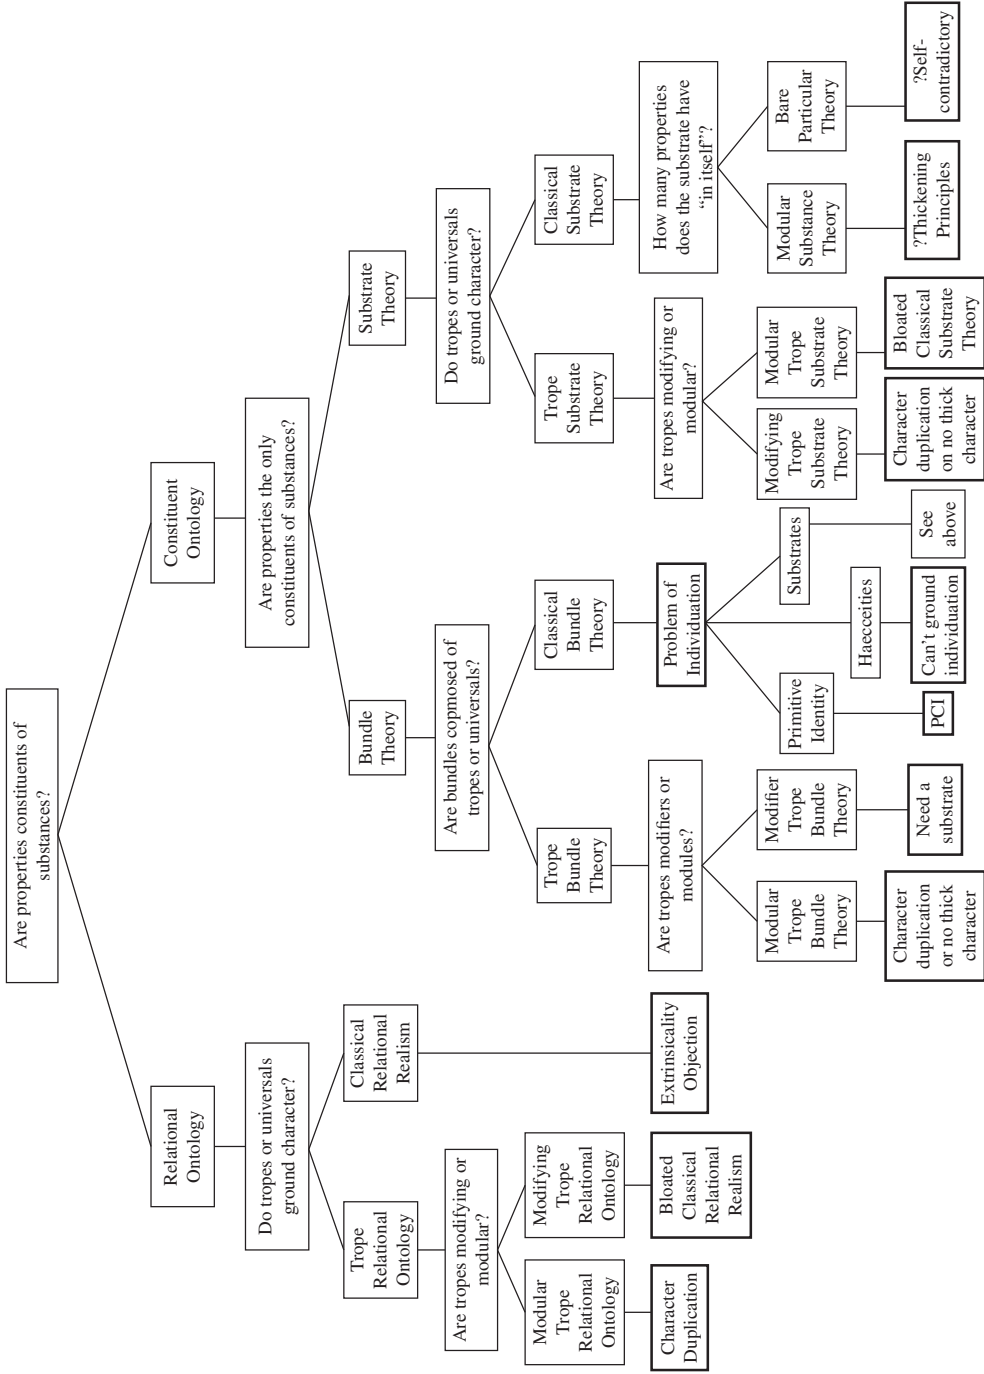 Are properties constituents of
substances?
Relational
Ontology
Constituent
Ontology
Do tropes or universals
ground character?
Are properties the only
constituents of substances?
Trope
Relational
Ontology
Classical
Relational
Realism
Bundle
Theory
Substrate
Theory
Are tropes modifying or
modular?
Are bundles copmosed of
tropes or universals?
Do tropes or universals
ground character?
Modular
Trope
Relational
Ontology
Modifying
Trope
Relational
Ontology
Trope
Bundle
Theory
Classical
Bundle
Theory
Trope
Substrate
Theory
Classical
Substrate
Theory
Character
Duplication
Bloated
Classical
Relational
Realism
Extrinsicality
Objection
Are tropes modifiers or
modules?
Problem of
Individuation
Are tropes modifying or
modular?
How many properties
does the substrate have
“in itself”?
Modular
Trope
Bundle
Theory
Modifier
Trope
Bundle
Theory
Primitive
Identity
Haecceities
Substrates
Modifying
Trope
Substrate
Theory
Modular
Trope
Substrate
Theory
Modular
Substance
Theory
Bare
Particular
Theory
Character
duplication
or no thick
character
Need a
substrate
PCI
Can’t ground
individuation
See
above
Character
duplication
on no thick
character
Bloated
Classical
Substrate
Theory
?Thickening
Principles
?Self-
contradictory